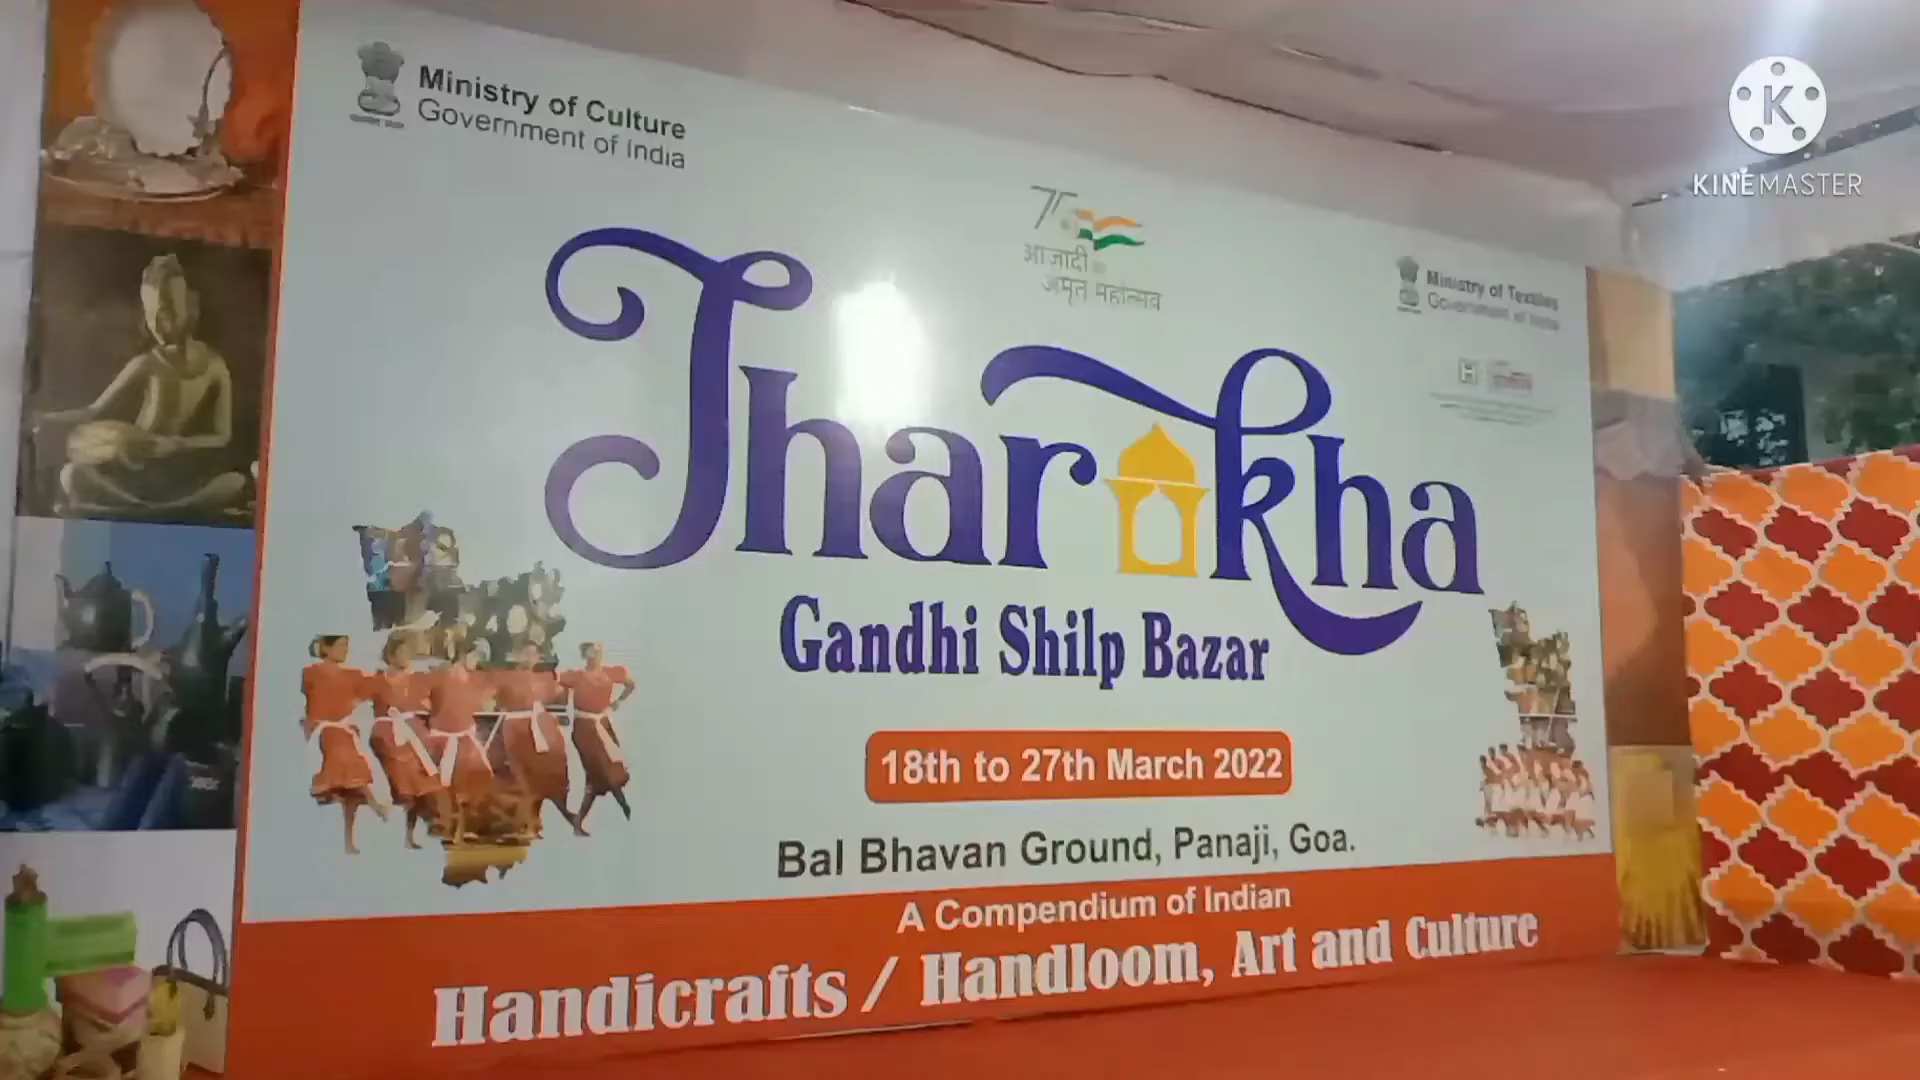 Ministry of Culture
Government of India
75
आज़ादी का
अमृत महोत्सव
Ministry of Textiles
Government of India
Jharokha
Gandhi Shilp Bazar
18th to 27th March 2022
Bal Bhavan Ground, Panaji, Goa.
A Compendium of Indian
Handicrafts / Handloom, Art and Culture
K
KINEMASTER